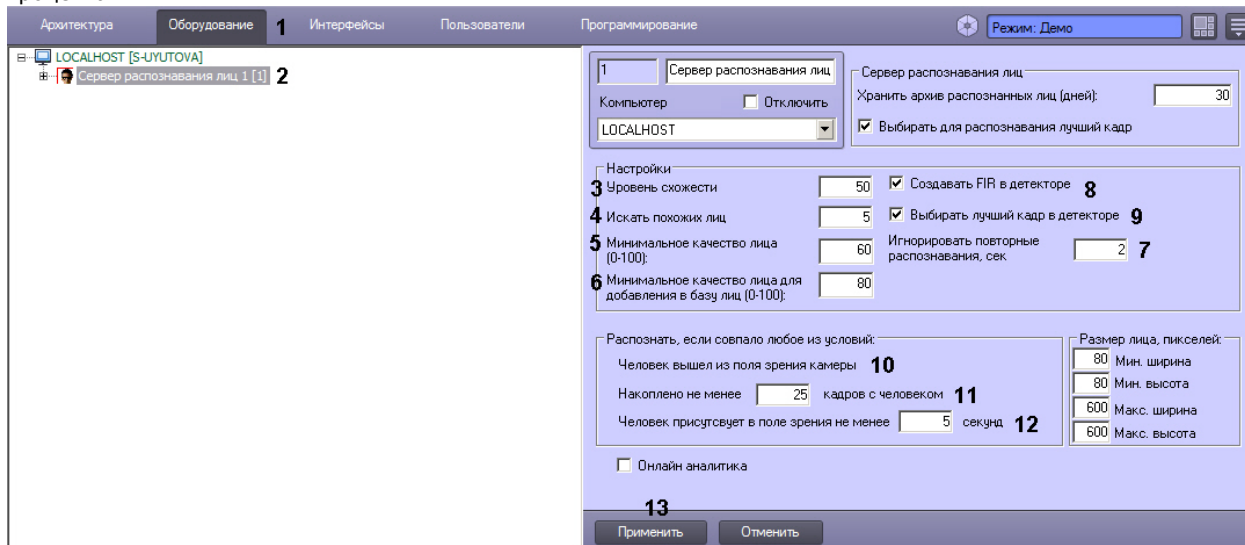 Архитектура Оборудование 1 Интерфейсы Пользователи Программирование Режим: Демо
LOCALHOST [S-UYUTOVA]
Сервер распознавания лиц 1 [1] 2
1 Сервер распознавания лиц
Компьютер Отключить
LOCALHOST
Сервер распознавания лиц
Хранить архив распознанных лиц (дней): 30
Выбирать для распознавания лучший кадр
Настройки
3 Уровень схожести 50 Создавать FIR в детекторе 8
4 Искать похожих лиц 5 Выбирать лучший кадр в детекторе 9
5 Минимальное качество лица
(0-100): 60
Игнорировать повторные
распознавания, сек 2 7
6 Минимальное качество лица для
добавления в базу лиц (0-100): 80
Распознать, если совпало любое из условий:
Человек вышел из поля зрения камеры 10
Накоплено не менее 25 кадров с человеком 11
Человек присутсвует в поле зрения не менее 5 секунд 12
Размер лица, пикселей:
80 Мин. ширина
80 Мин. высота
600 Макс. ширина
600 Макс. высота
Онлайн аналитика
13
Применить Отменить